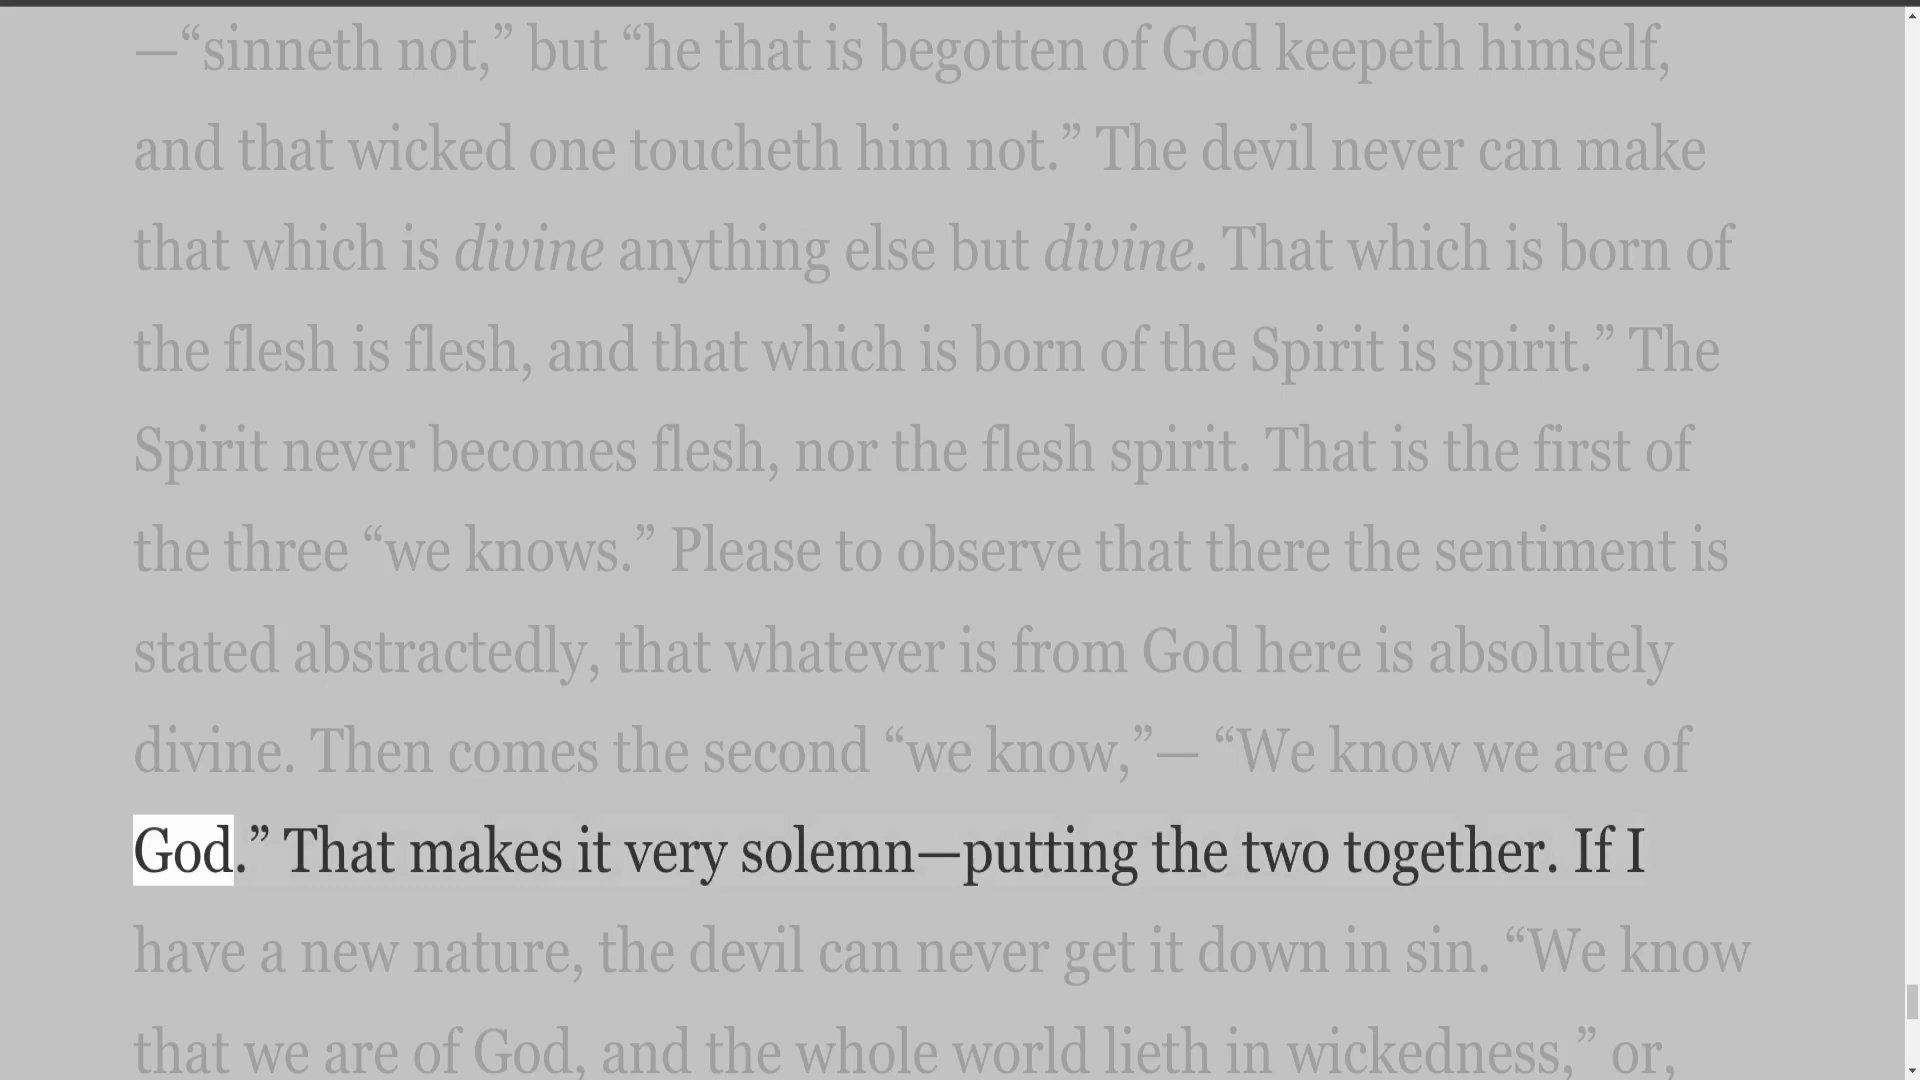 —“sinneth not,” but “he that is begotten of God keepeth himself,
and that wicked one toucheth him not.” The devil never can make
that which is divine anything else but divine. That which is born of
the flesh is flesh, and that which is born of the Spirit is spirit.” The
Spirit never becomes flesh, nor the flesh spirit. That is the first of
the three “we knows.” Please to observe that there the sentiment is
stated abstractedly, that whatever is from God here is absolutely
divine. Then comes the second “we know,”— “We know we are of
God.” That makes it very solemn—putting the two together. If I
have a new nature, the devil can never get it down in sin. “We know
that we are of God, and the whole world lieth in wickedness,” or,